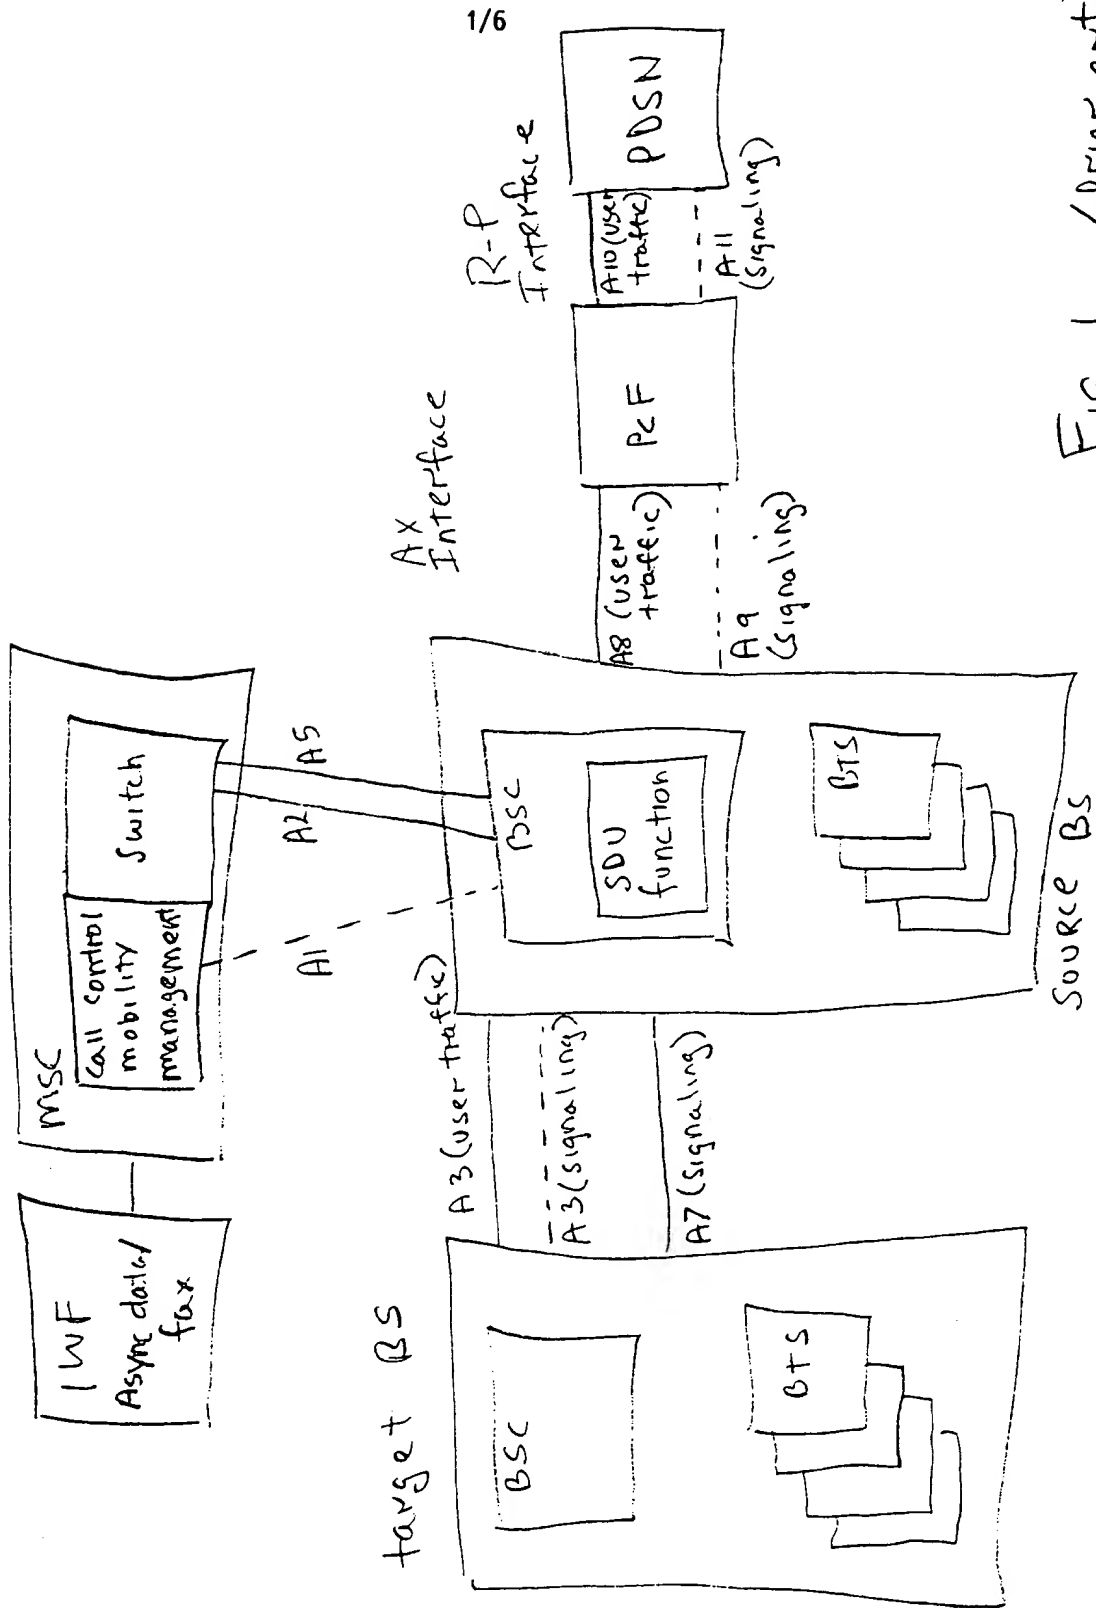 1/6
IWF
Async data/
fax
MSC
Call control
mobility
management
Switch
A1
A2
A5
target BS
BSC
BTS
A3 (user traffic)
A3 (signaling)
A7 (signaling)
BSC
SDU
function
BTS
SOURCE BS
Ax
Interface
A8 (user
traffic)
A9
(signaling)
PCF
R-P
Interface
A10 (user
traffic)
A11
(signaling)
PDSN
FIG. 1 (prior art